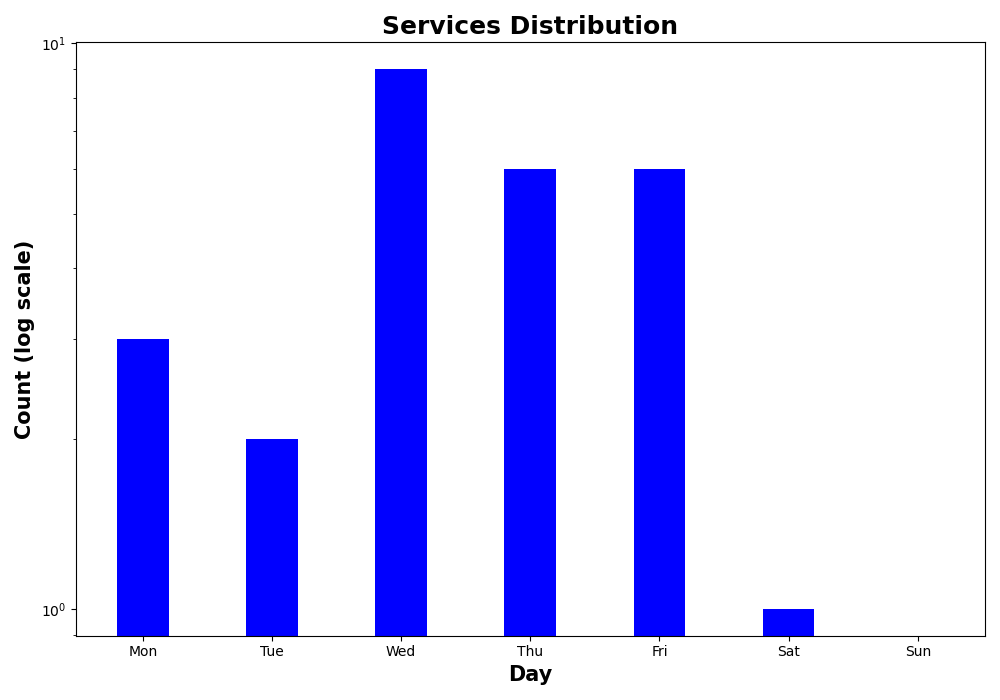 Services Distribution
10¹
10⁰
Count (log scale)
Mon Tue Wed Thu Fri Sat Sun
Day